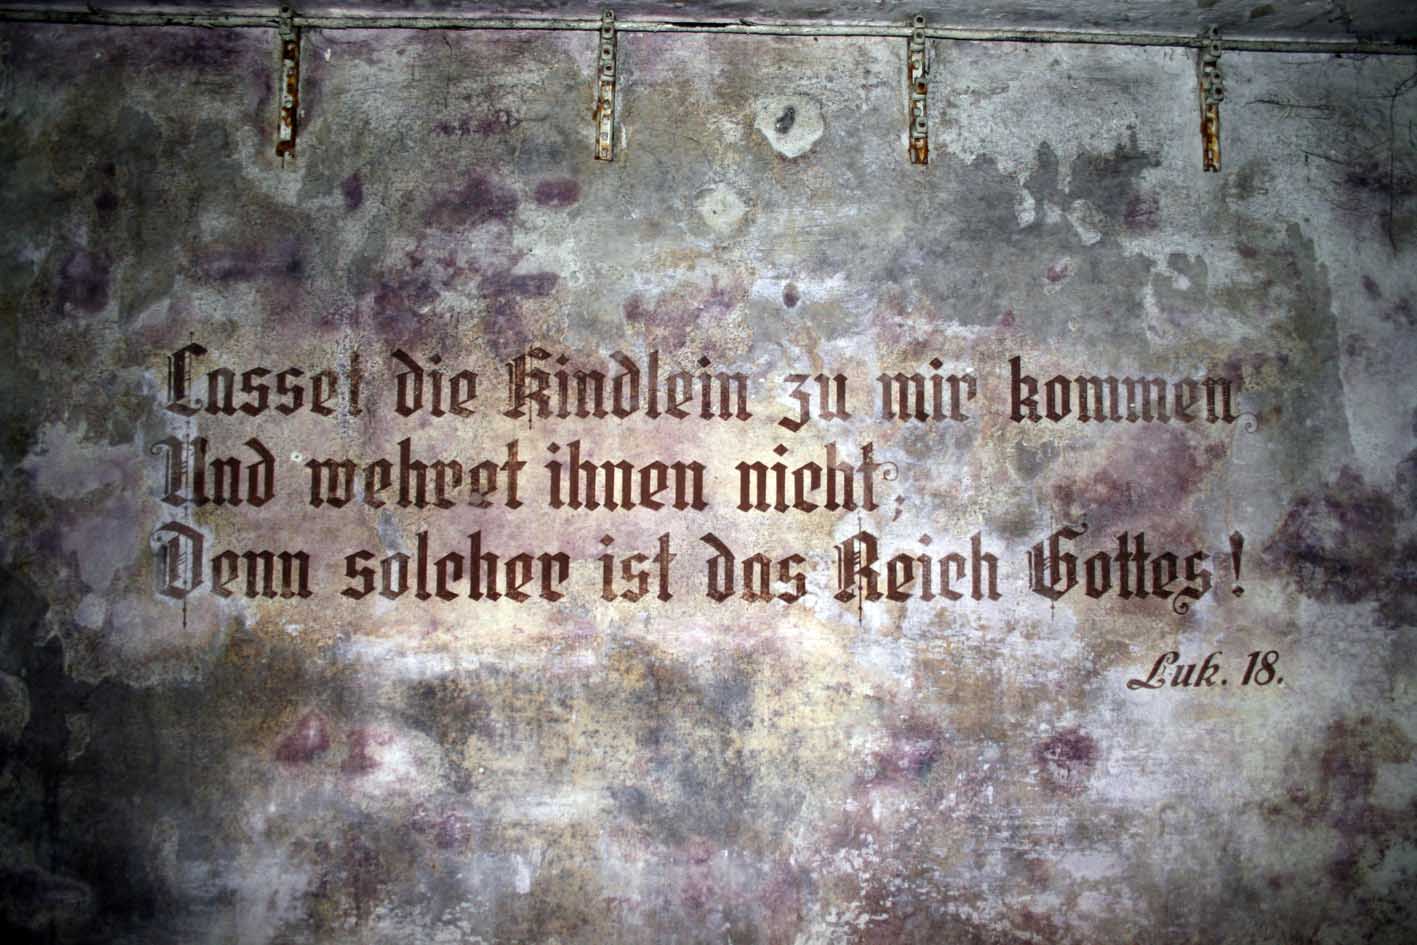 Lasset die Kindlein zu mir kommen
Und wehret ihnen nicht;
Denn solcher ist das Reich Gottes!
Luk. 18.